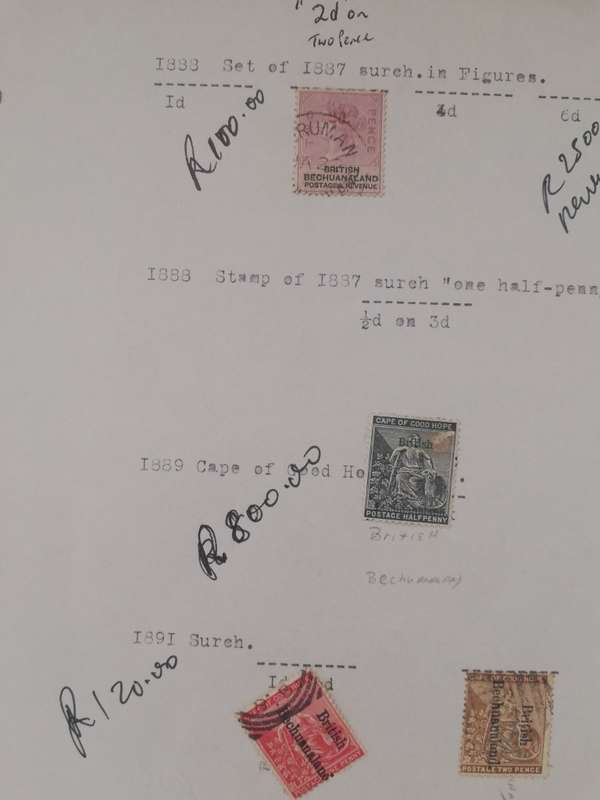 "2d" on
Two Pence
1888 Set of 1887 surch.in Figures.
1d
4d
6d
R100.00
R2500
PENCE
RUMAN
BRITISH
BECHUANALAND
POSTAGE & REVENUE
1888 Stamp of 1887 surch "one half-penn
½d on 3d
CAPE OF GOOD HOPE
British
POSTAGE HALFPENNY
1889 Cape of Good Ho
R800.00
British
1891 Surch.
R120.00
1d
British
Bechuanaland
British
Bechuanaland
POSTAGE TWO PENCE